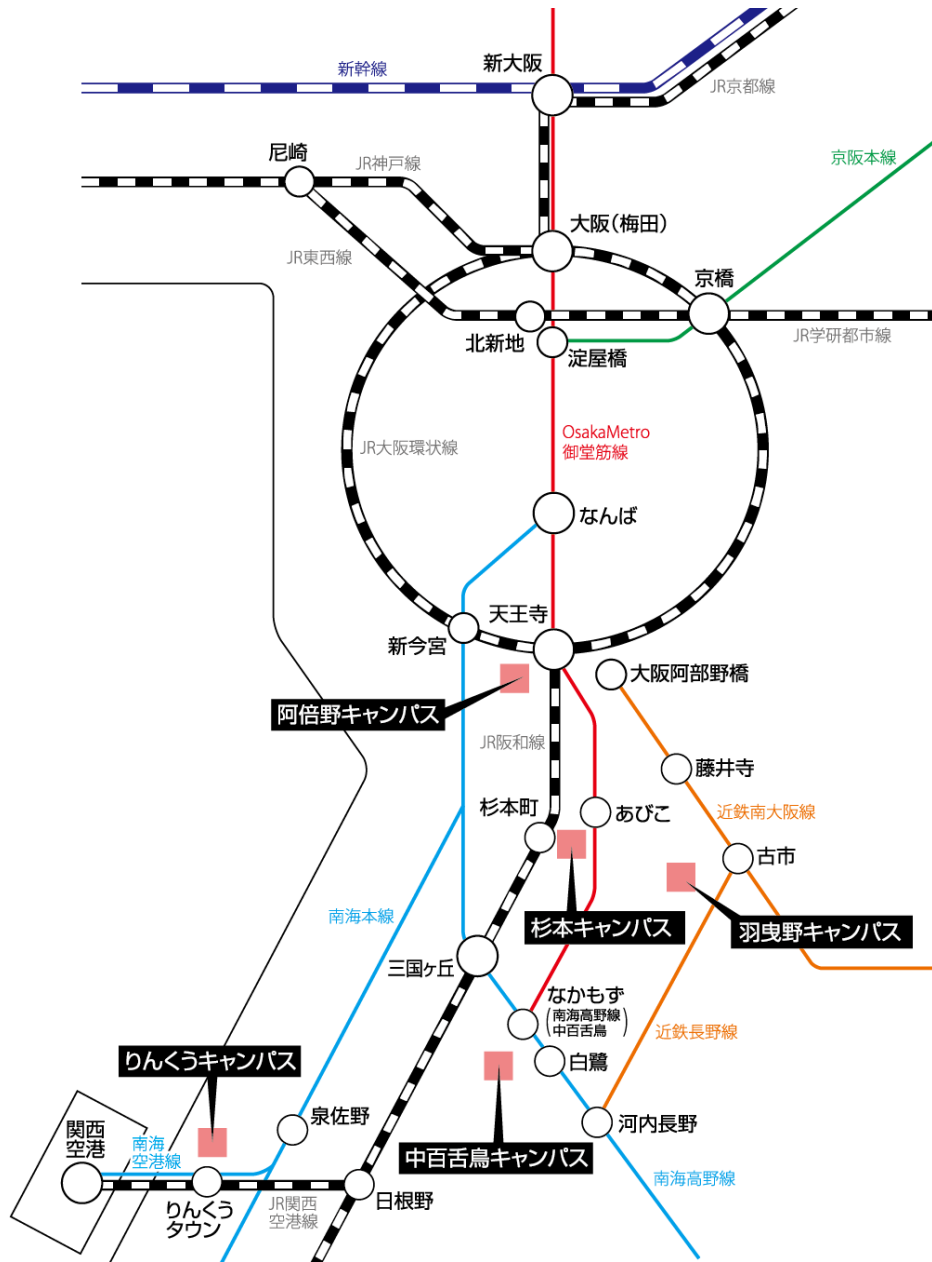 新幹線
新大阪
JR京都線
尼崎
JR神戸線
京阪本線
大阪(梅田)
JR東西線
京橋
北新地
淀屋橋
JR学研都市線
JR大阪環状線
OsakaMetro
御堂筋線
なんば
天王寺
新今宮
大阪阿部野橋
阿倍野キャンパス
JR阪和線
藤井寺
杉本町
あびこ
近鉄南大阪線
古市
南海本線
杉本キャンパス
羽曳野キャンパス
三国ヶ丘
なかもず
(南海高野線
中百舌鳥)
近鉄長野線
りんくうキャンパス
白鷺
泉佐野
河内長野
関西
空港
南海
空港線
中百舌鳥キャンパス
南海高野線
りんくう
タウン
JR関西
空港線
日根野